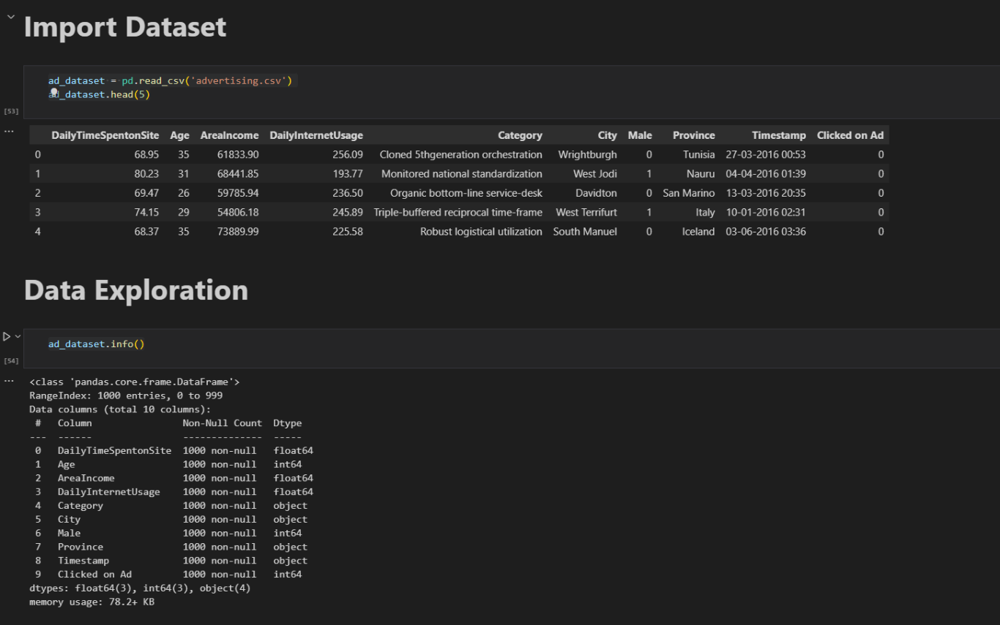 Import Dataset
ad_dataset = pd.read_csv('advertising.csv')
ad_dataset.head(5)
[53]
...
DailyTimeSpentonSite Age AreaIncome DailyInternetUsage Category City Male Province Timestamp Clicked on Ad
0 68.95 35 61833.90 256.09 Cloned 5thgeneration orchestration Wrightburgh 0 Tunisia 27-03-2016 00:53 0
1 80.23 31 68441.85 193.77 Monitored national standardization West Jodi 1 Nauru 04-04-2016 01:39 0
2 69.47 26 59785.94 236.50 Organic bottom-line service-desk Davidton 0 San Marino 13-03-2016 20:35 0
3 74.15 29 54806.18 245.89 Triple-buffered reciprocal time-frame West Terrifurt 1 Italy 10-01-2016 02:31 0
4 68.37 35 73889.99 225.58 Robust logistical utilization South Manuel 0 Iceland 03-06-2016 03:36 0
Data Exploration
ad_dataset.info()
[54]
...
<class 'pandas.core.frame.DataFrame'>
RangeIndex: 1000 entries, 0 to 999
Data columns (total 10 columns):
# Column Non-Null Count Dtype
--- ------ -------------- -----
0 DailyTimeSpentonSite 1000 non-null float64
1 Age 1000 non-null int64
2 AreaIncome 1000 non-null float64
3 DailyInternetUsage 1000 non-null float64
4 Category 1000 non-null object
5 City 1000 non-null object
6 Male 1000 non-null int64
7 Province 1000 non-null object
8 Timestamp 1000 non-null object
9 Clicked on Ad 1000 non-null int64
dtypes: float64(3), int64(3), object(4)
memory usage: 78.2+ KB